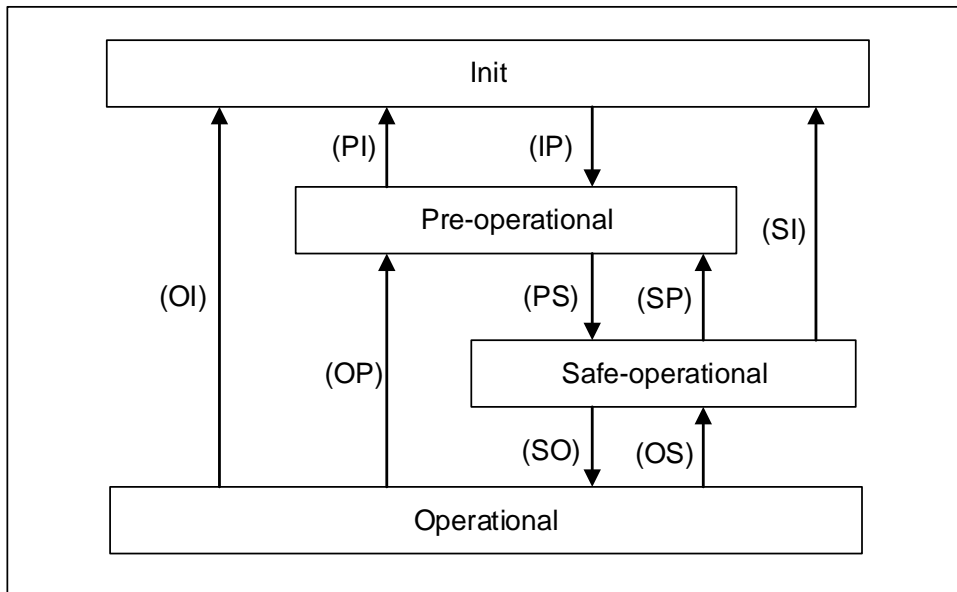 Init
(PI)
(IP)
Pre-operational
(SI)
(OI)
(PS)
(SP)
(OP)
Safe-operational
(SO)
(OS)
Operational